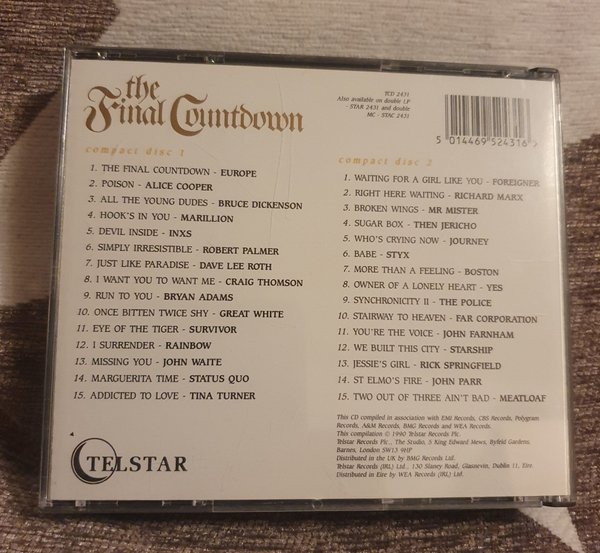 the
Final Countdown
TCD 2431
Also available on double LP
- STAR 2431 and double
MC - STAC 2431
5 014469 524316
compact disc 1
1. THE FINAL COUNTDOWN - EUROPE
2. POISON - ALICE COOPER
3. ALL THE YOUNG DUDES - BRUCE DICKENSON
4. HOOK'S IN YOU - MARILLION
5. DEVIL INSIDE - INXS
6. SIMPLY IRRESISTIBLE - ROBERT PALMER
7. JUST LIKE PARADISE - DAVE LEE ROTH
8. I WANT YOU TO WANT ME - CRAIG THOMSON
9. RUN TO YOU - BRYAN ADAMS
10. ONCE BITTEN TWICE SHY - GREAT WHITE
11. EYE OF THE TIGER - SURVIVOR
12. I SURRENDER - RAINBOW
13. MISSING YOU - JOHN WAITE
14. MARGUERITA TIME - STATUS QUO
15. ADDICTED TO LOVE - TINA TURNER
compact disc 2
1. WAITING FOR A GIRL LIKE YOU - FOREIGNER
2. RIGHT HERE WAITING - RICHARD MARX
3. BROKEN WINGS - MR MISTER
4. SUGAR BOX - THEN JERICHO
5. WHO'S CRYING NOW - JOURNEY
6. BABE - STYX
7. MORE THAN A FEELING - BOSTON
8. OWNER OF A LONELY HEART - YES
9. SYNCHRONICITY II - THE POLICE
10. STAIRWAY TO HEAVEN - FAR CORPORATION
11. YOU'RE THE VOICE - JOHN FARNHAM
12. WE BUILT THIS CITY - STARSHIP
13. JESSIE'S GIRL - RICK SPRINGFIELD
14. ST ELMO'S FIRE - JOHN PARR
15. TWO OUT OF THREE AIN'T BAD - MEATLOAF
This CD compiled in association with EMI Records, CBS Records, Polygram
Records, A&M Records, BMG Records and WEA Records.
This compilation © 1990 Telstar Records Plc.
Telstar Records Plc., The Studio, 5 King Edward Mews, Byfeld Gardens,
Barnes, London SW13 9HP
Distributed in the UK by BMG Records Ltd.
Telstar Records (IRL) Ltd., 130 Slaney Road, Glasnevin, Dublin 11, Eire.
Distributed in Eire by WEA Records (IRL) Ltd.
TELSTAR